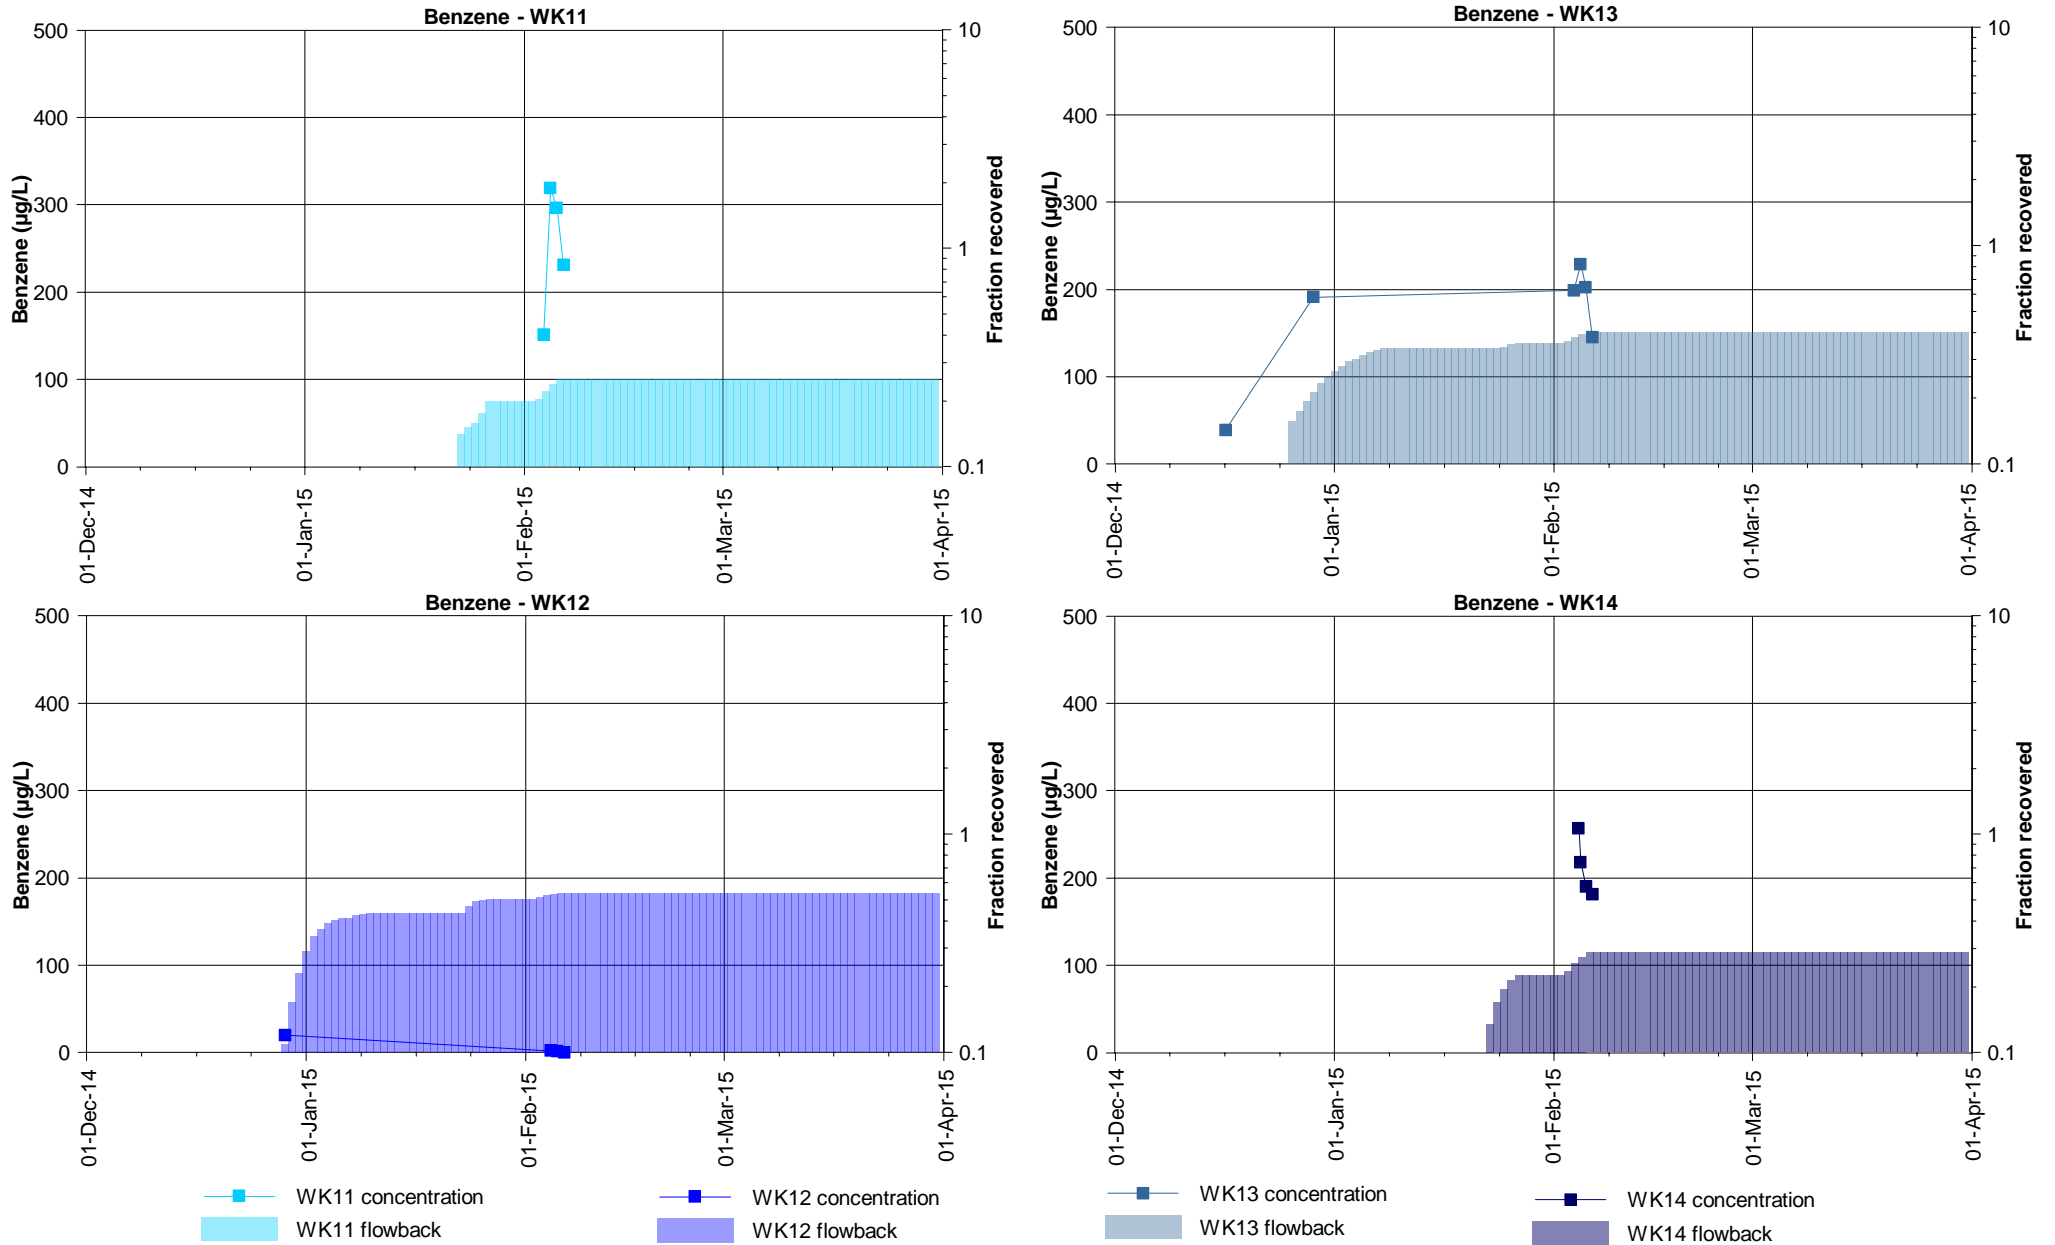 Benzene - WK11
500
400
300
200
100
0
Benzene (µg/L)
10
1
0.1
Fraction recovered
01-Dec-14
01-Jan-15
01-Feb-15
01-Mar-15
01-Apr-15
Benzene - WK13
500
400
300
200
100
0
Benzene (µg/L)
10
1
0.1
Fraction recovered
01-Dec-14
01-Jan-15
01-Feb-15
01-Mar-15
01-Apr-15
Benzene - WK12
500
400
300
200
100
0
Benzene (µg/L)
10
1
0.1
Fraction recovered
01-Dec-14
01-Jan-15
01-Feb-15
01-Mar-15
01-Apr-15
Benzene - WK14
500
400
300
200
100
0
Benzene (µg/L)
10
1
0.1
Fraction recovered
01-Dec-14
01-Jan-15
01-Feb-15
01-Mar-15
01-Apr-15
WK11 concentration
WK11 flowback
WK12 concentration
WK12 flowback
WK13 concentration
WK13 flowback
WK14 concentration
WK14 flowback